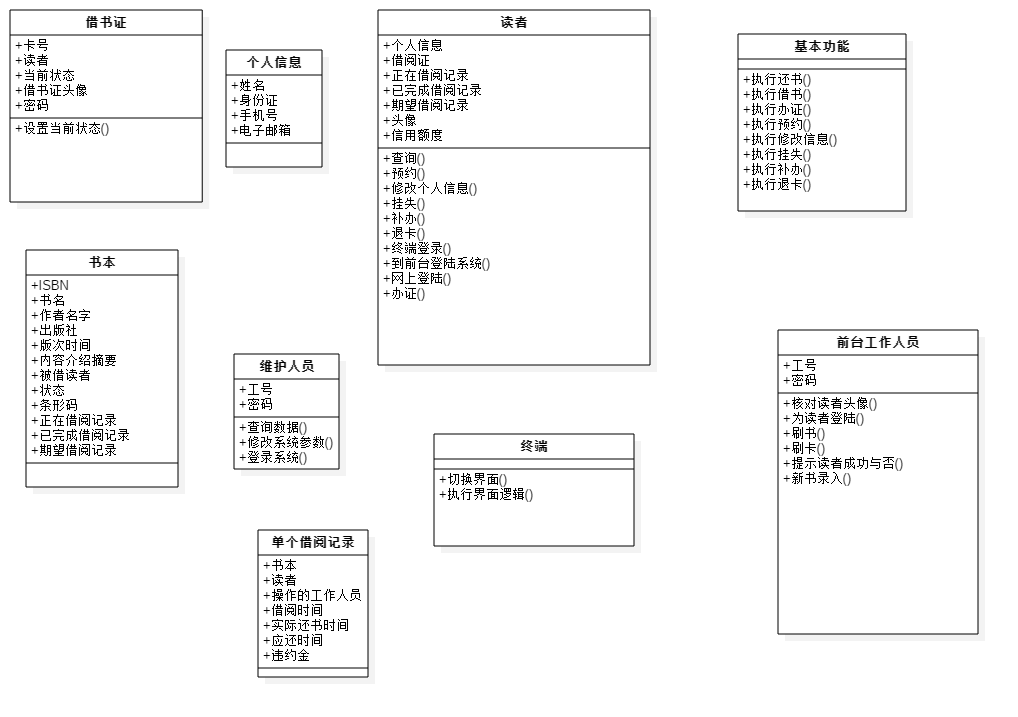 借书证
+卡号
+读者
+当前状态
+借书证头像
+密码
+设置当前状态()
个人信息
+姓名
+身份证
+手机号
+电子邮箱
读者
+个人信息
+借阅证
+正在借阅记录
+已完成借阅记录
+期望借阅记录
+头像
+信用额度
+查询()
+预约()
+修改个人信息()
+挂失()
+补办()
+退卡()
+终端登录()
+到前台登陆系统()
+网上登陆()
+办证()
基本功能
+执行还书()
+执行借书()
+执行办证()
+执行预约()
+执行修改信息()
+执行挂失()
+执行补办()
+执行退卡()
书本
+ISBN
+书名
+作者名字
+出版社
+版次时间
+内容介绍摘要
+被借读者
+状态
+条形码
+正在借阅记录
+已完成借阅记录
+期望借阅记录
维护人员
+工号
+密码
+查询数据()
+修改系统参数()
+登录系统()
终端
+切换界面()
+执行界面逻辑()
前台工作人员
+工号
+密码
+核对读者头像()
+为读者登陆()
+刷书()
+刷卡()
+提示读者成功与否()
+新书录入()
单个借阅记录
+书本
+读者
+操作的工作人员
+借阅时间
+实际还书时间
+应还时间
+违约金